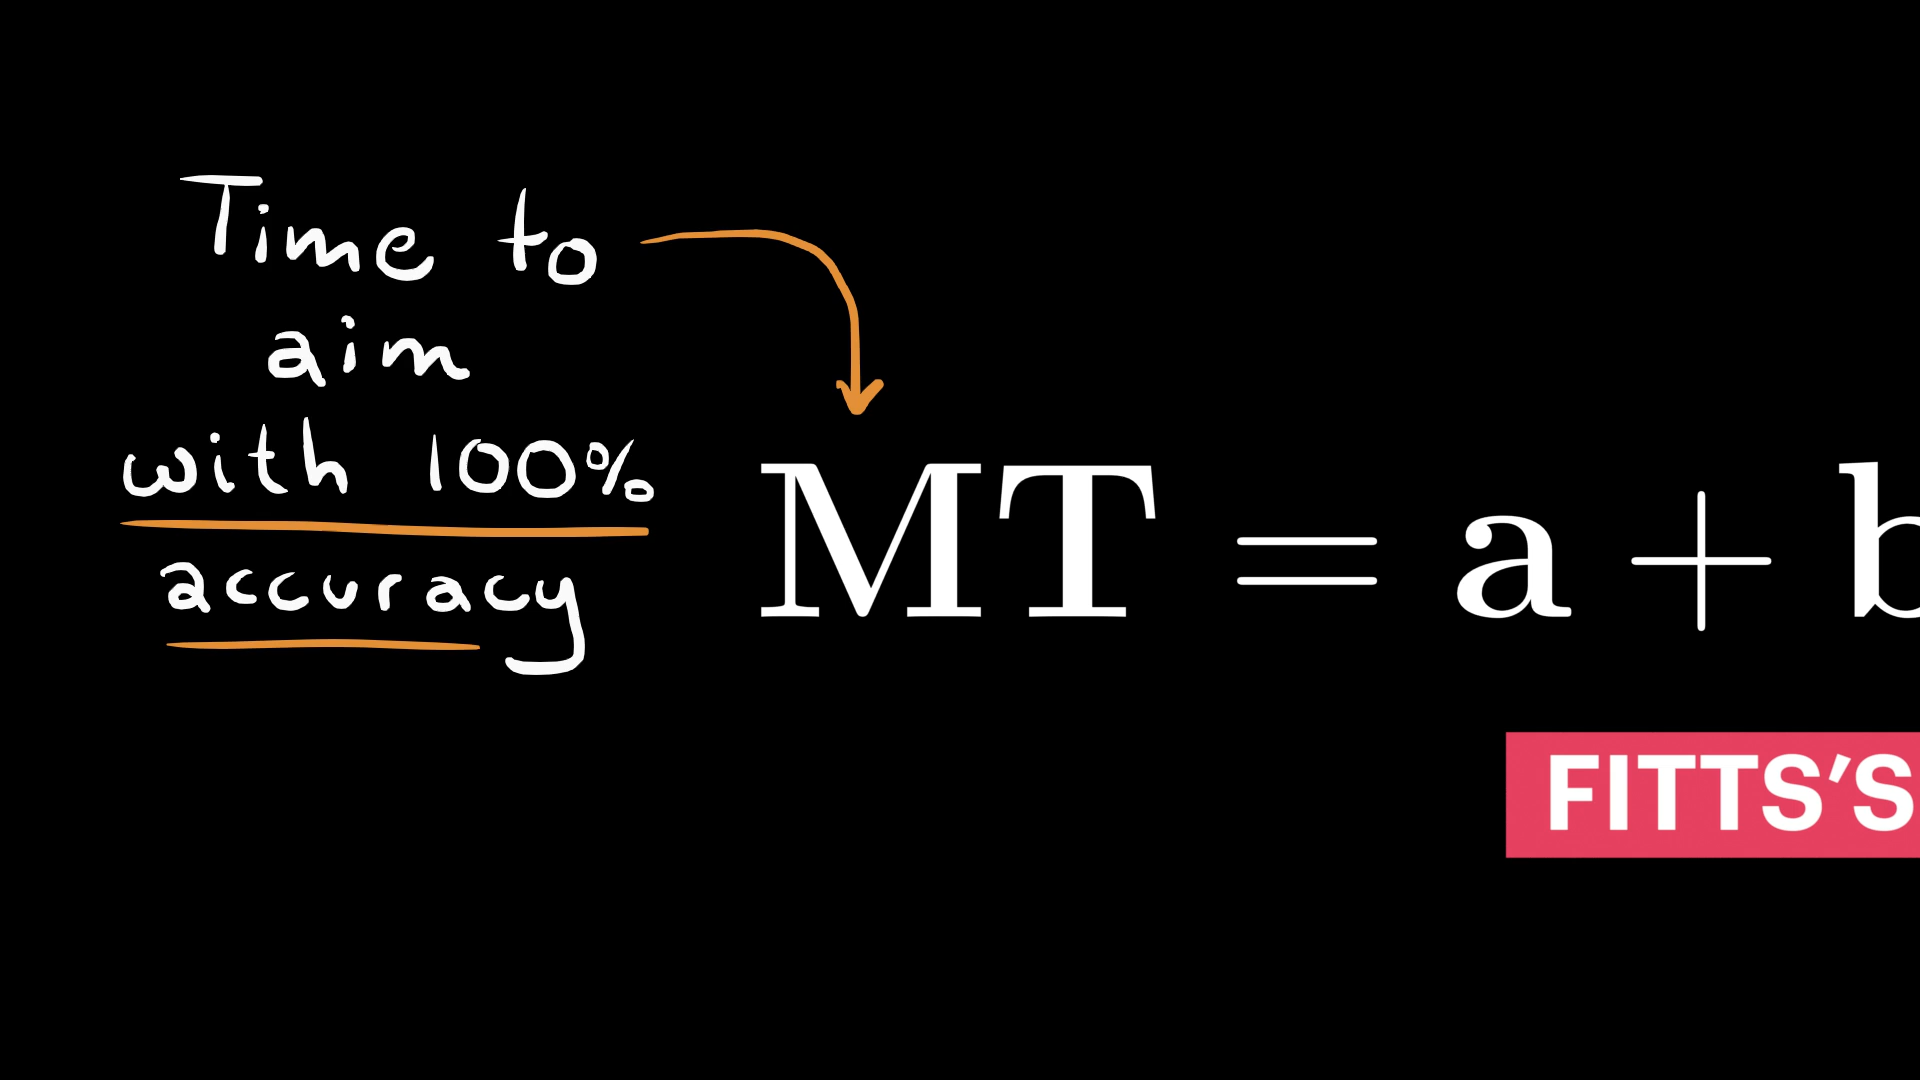 Time to
aim
with 100%
accuracy
MT = a + b
FITTS'S